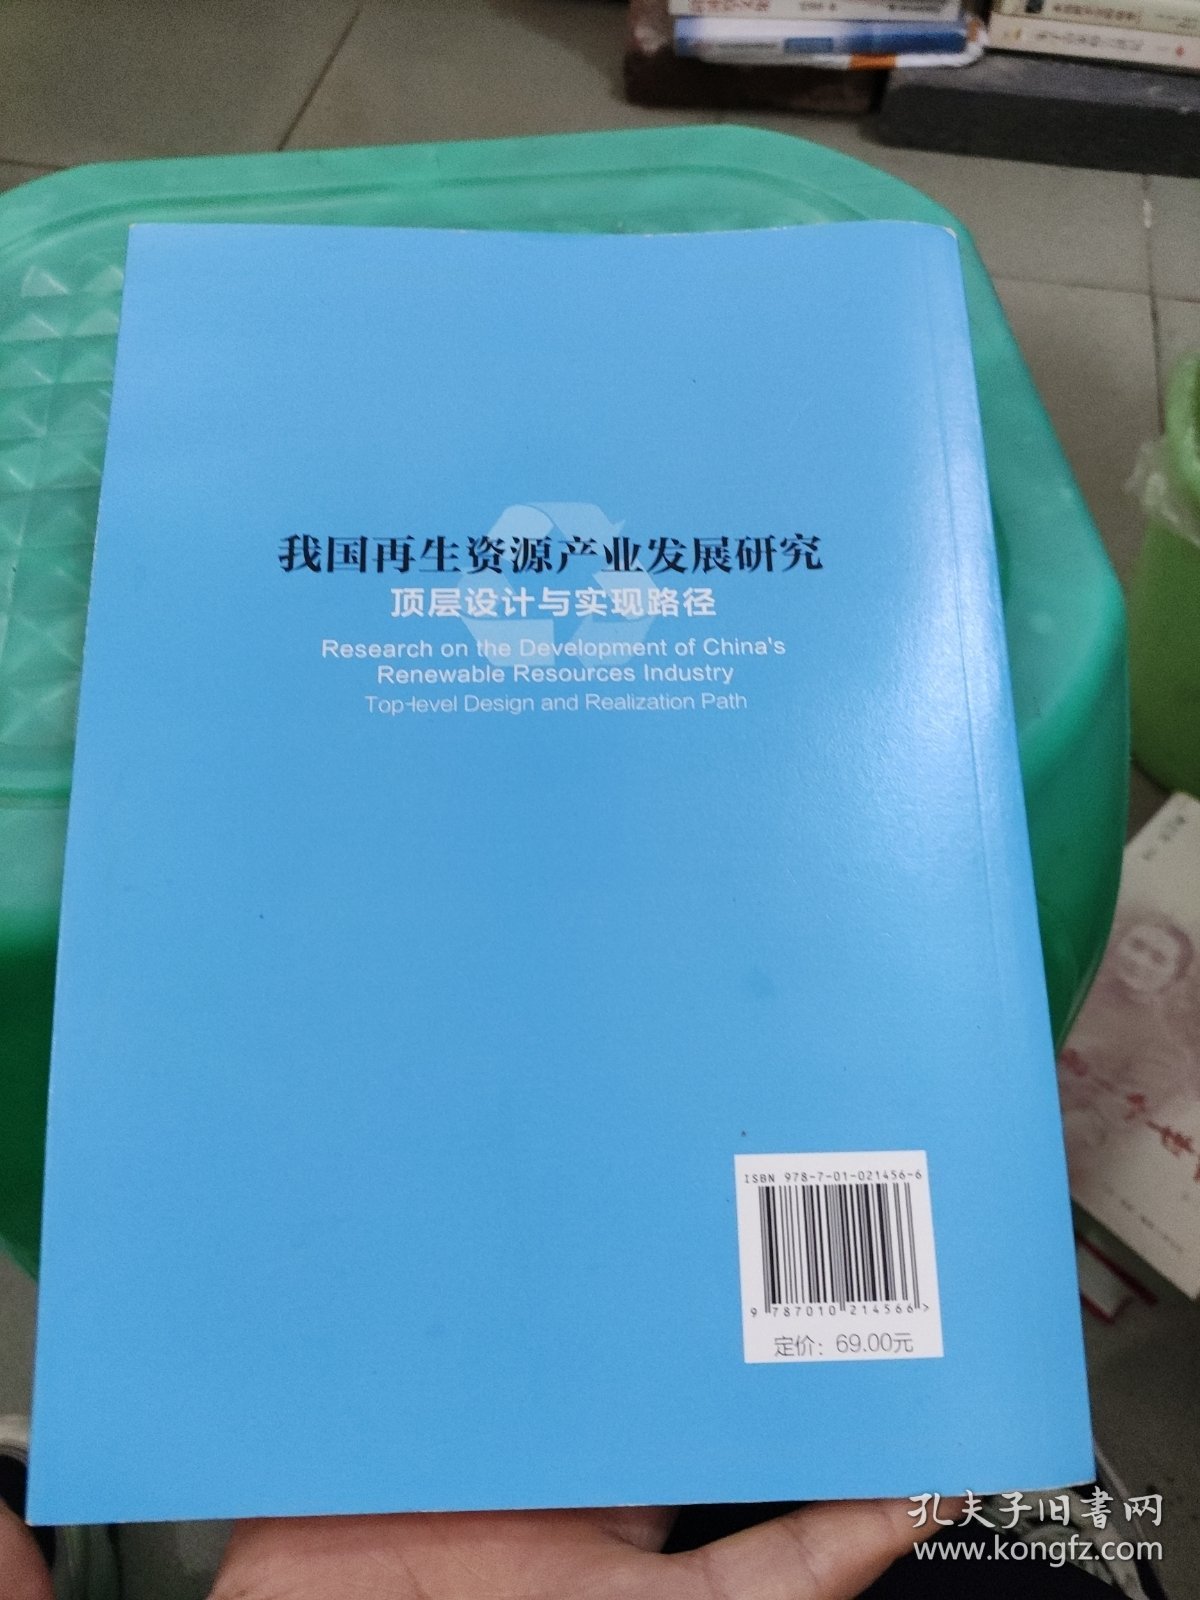 我国再生资源产业发展研究
顶层设计与实现路径
Research on the Development of China's
Renewable Resources Industry
Top-level Design and Realization Path
ISBN 978-7-01-021456-6
9 787010 214566>
定价：69.00元
孔夫子旧书网
www.kongfz.com